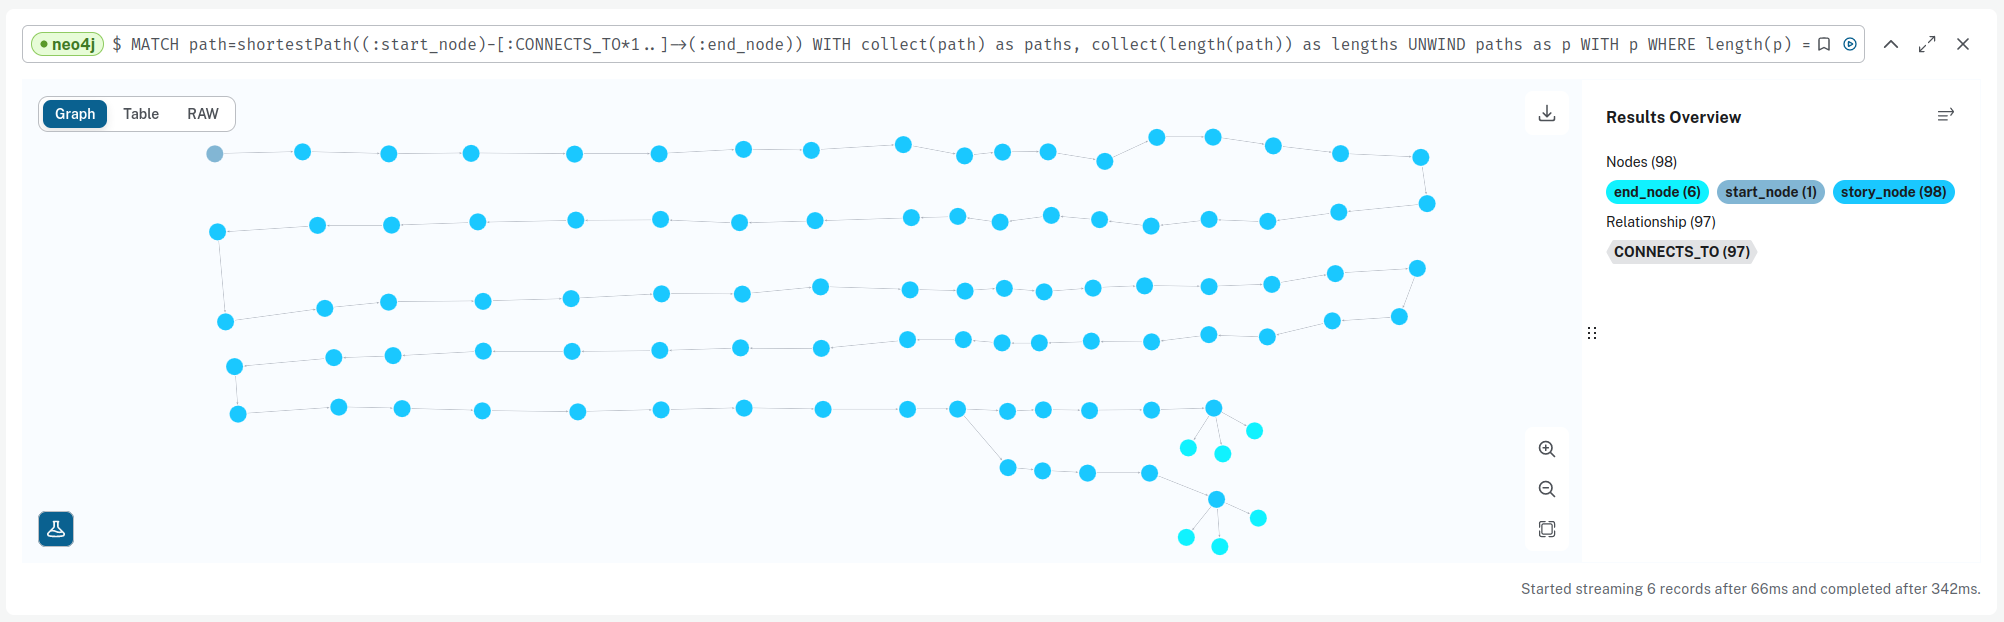 neo4j $ MATCH path=shortestPath((:start_node)-[:CONNECTS_TO*1..]->(:end_node)) WITH collect(path) as paths, collect(length(path)) as lengths UNWIND paths as p WITH p WHERE length(p) =
Graph Table RAW
Results Overview
Nodes (98)
end_node (6) start_node (1) story_node (98)
Relationship (97)
CONNECTS_TO (97)
Started streaming 6 records after 66ms and completed after 342ms.